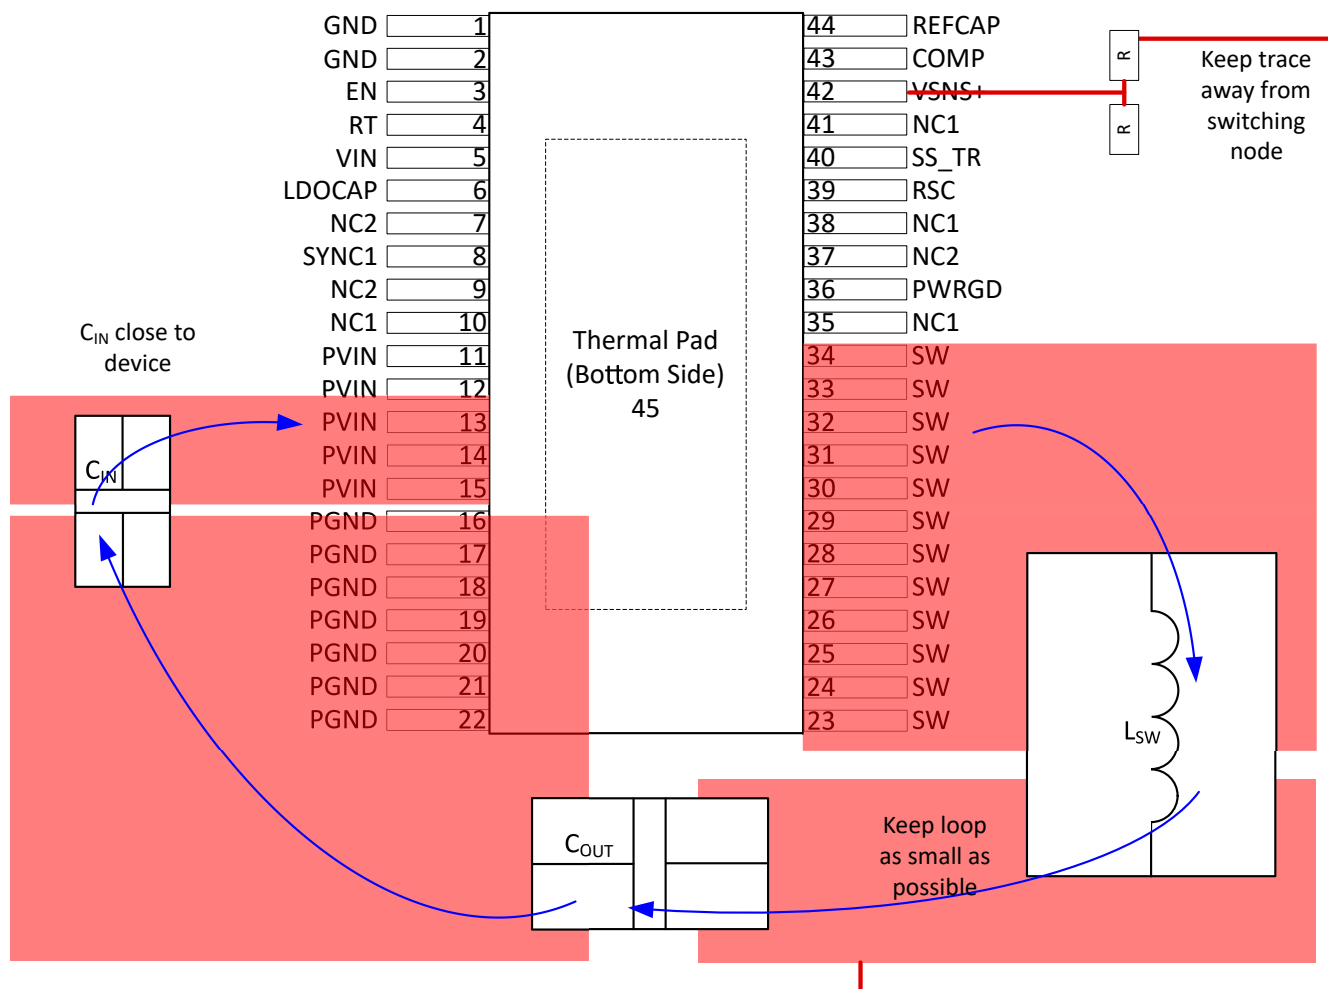 GND 1
GND 2
EN 3
RT 4
VIN 5
LDOCAP 6
NC2 7
SYNC1 8
NC2 9
NC1 10
PVIN 11
PVIN 12
PVIN 13
PVIN 14
PVIN 15
PGND 16
PGND 17
PGND 18
PGND 19
PGND 20
PGND 21
PGND 22
44 REFCAP
43 COMP
42 VSNS+
41 NC1
40 SS_TR
39 RSC
38 NC1
37 NC2
36 PWRGD
35 NC1
34 SW
33 SW
32 SW
31 SW
30 SW
29 SW
28 SW
27 SW
26 SW
25 SW
24 SW
23 SW
Thermal Pad
(Bottom Side)
45
R
R
Keep trace
away from
switching
node
CIN close to
device
CIN
LSW
COUT
Keep loop
as small as
possible